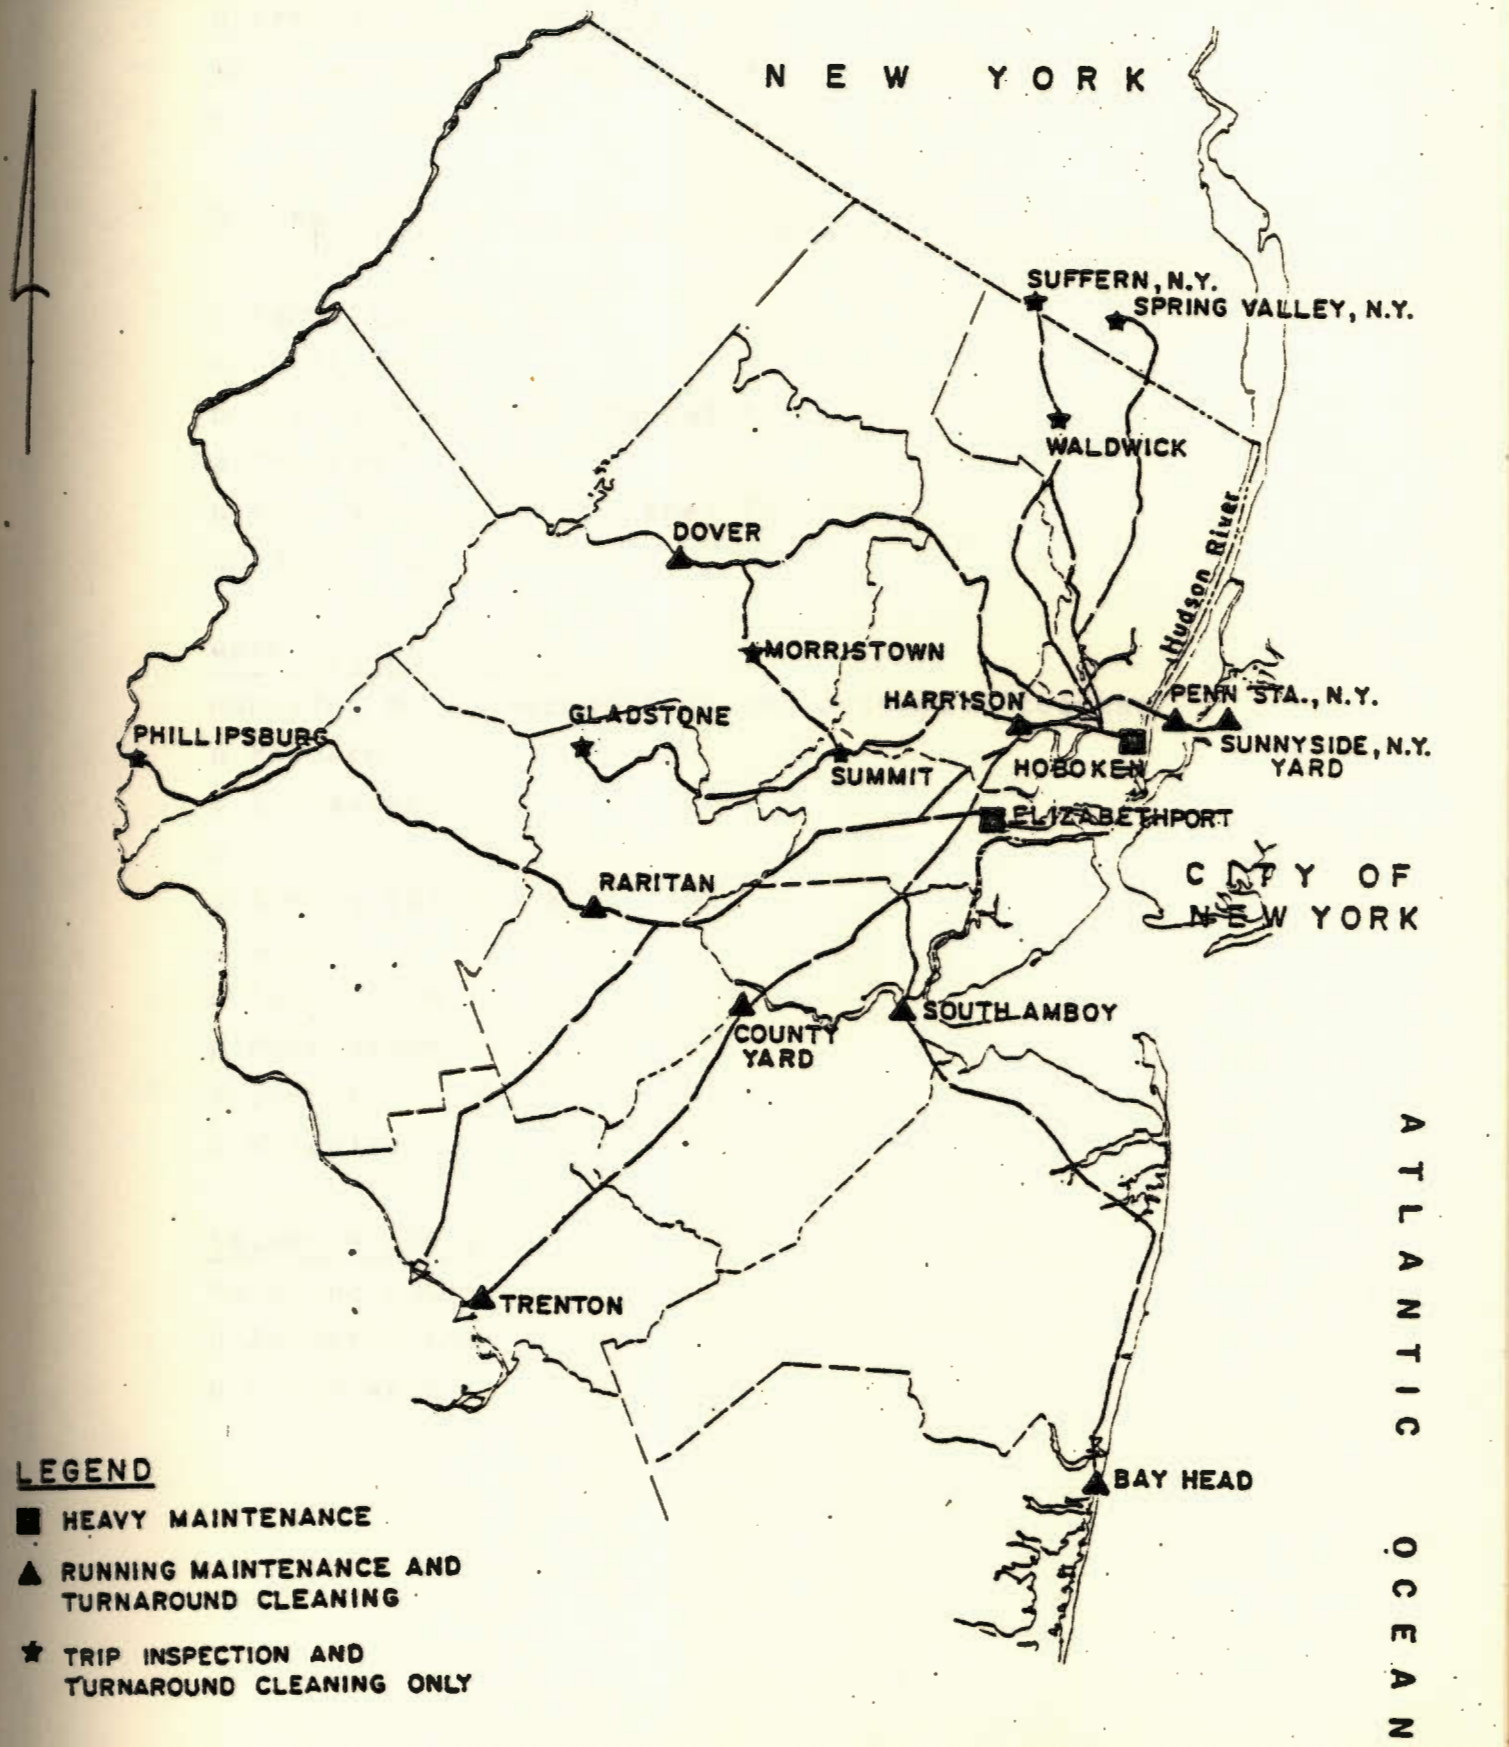 NEW YORK
SUFFERN, N.Y.
SPRING VALLEY, N.Y.
WALDWICK
Hudson River
DOVER
MORRISTOWN
HARRISON
PENN STA., N.Y.
GLADSTONE
PHILLIPSBURG
SUNNYSIDE, N.Y.
YARD
HOBOKEN
SUMMIT
ELIZABETHPORT
RARITAN
CITY OF
NEW YORK
SOUTH AMBOY
COUNTY
YARD
ATLANTIC OCEAN
TRENTON
BAY HEAD
LEGEND
HEAVY MAINTENANCE
RUNNING MAINTENANCE AND
TURNAROUND CLEANING
TRIP INSPECTION AND
TURNAROUND CLEANING ONLY